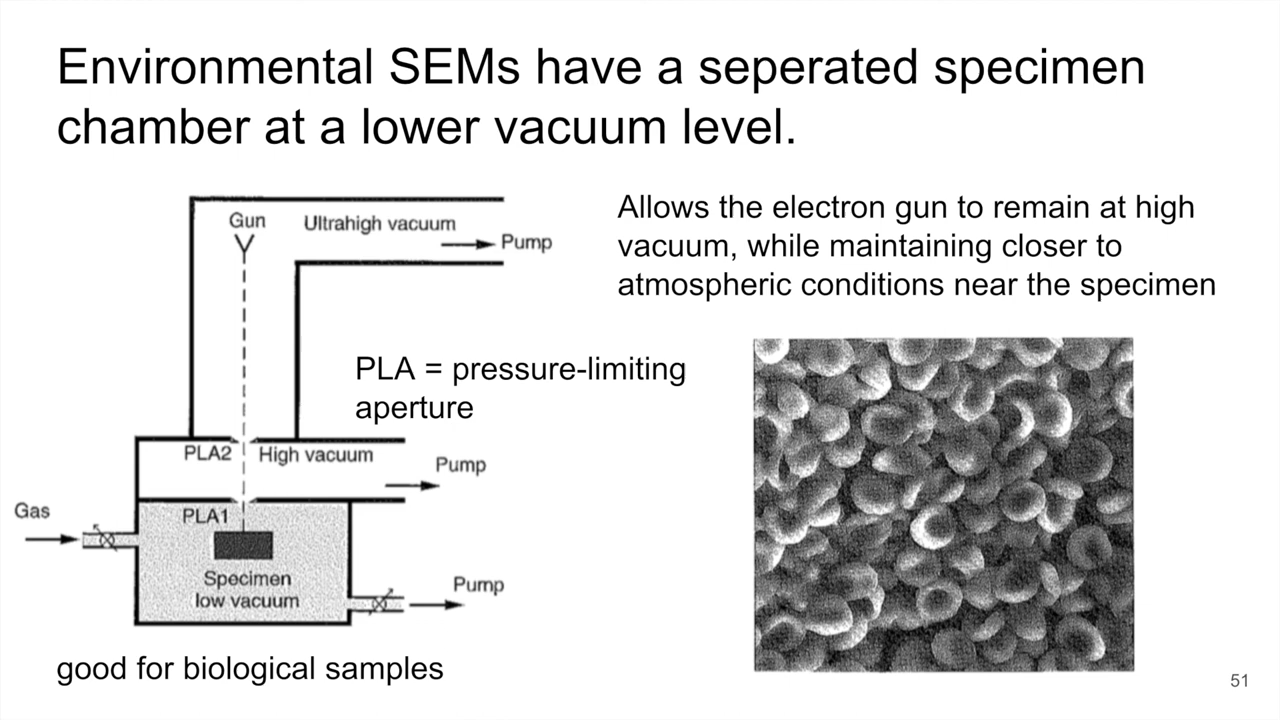 Environmental SEMs have a seperated specimen
chamber at a lower vacuum level.
Gun
Ultrahigh vacuum
Pump
Allows the electron gun to remain at high
vacuum, while maintaining closer to
atmospheric conditions near the specimen
PLA = pressure-limiting
aperture
PLA2
High vacuum
Pump
Gas
PLA1
Specimen
low vacuum
Pump
good for biological samples
51